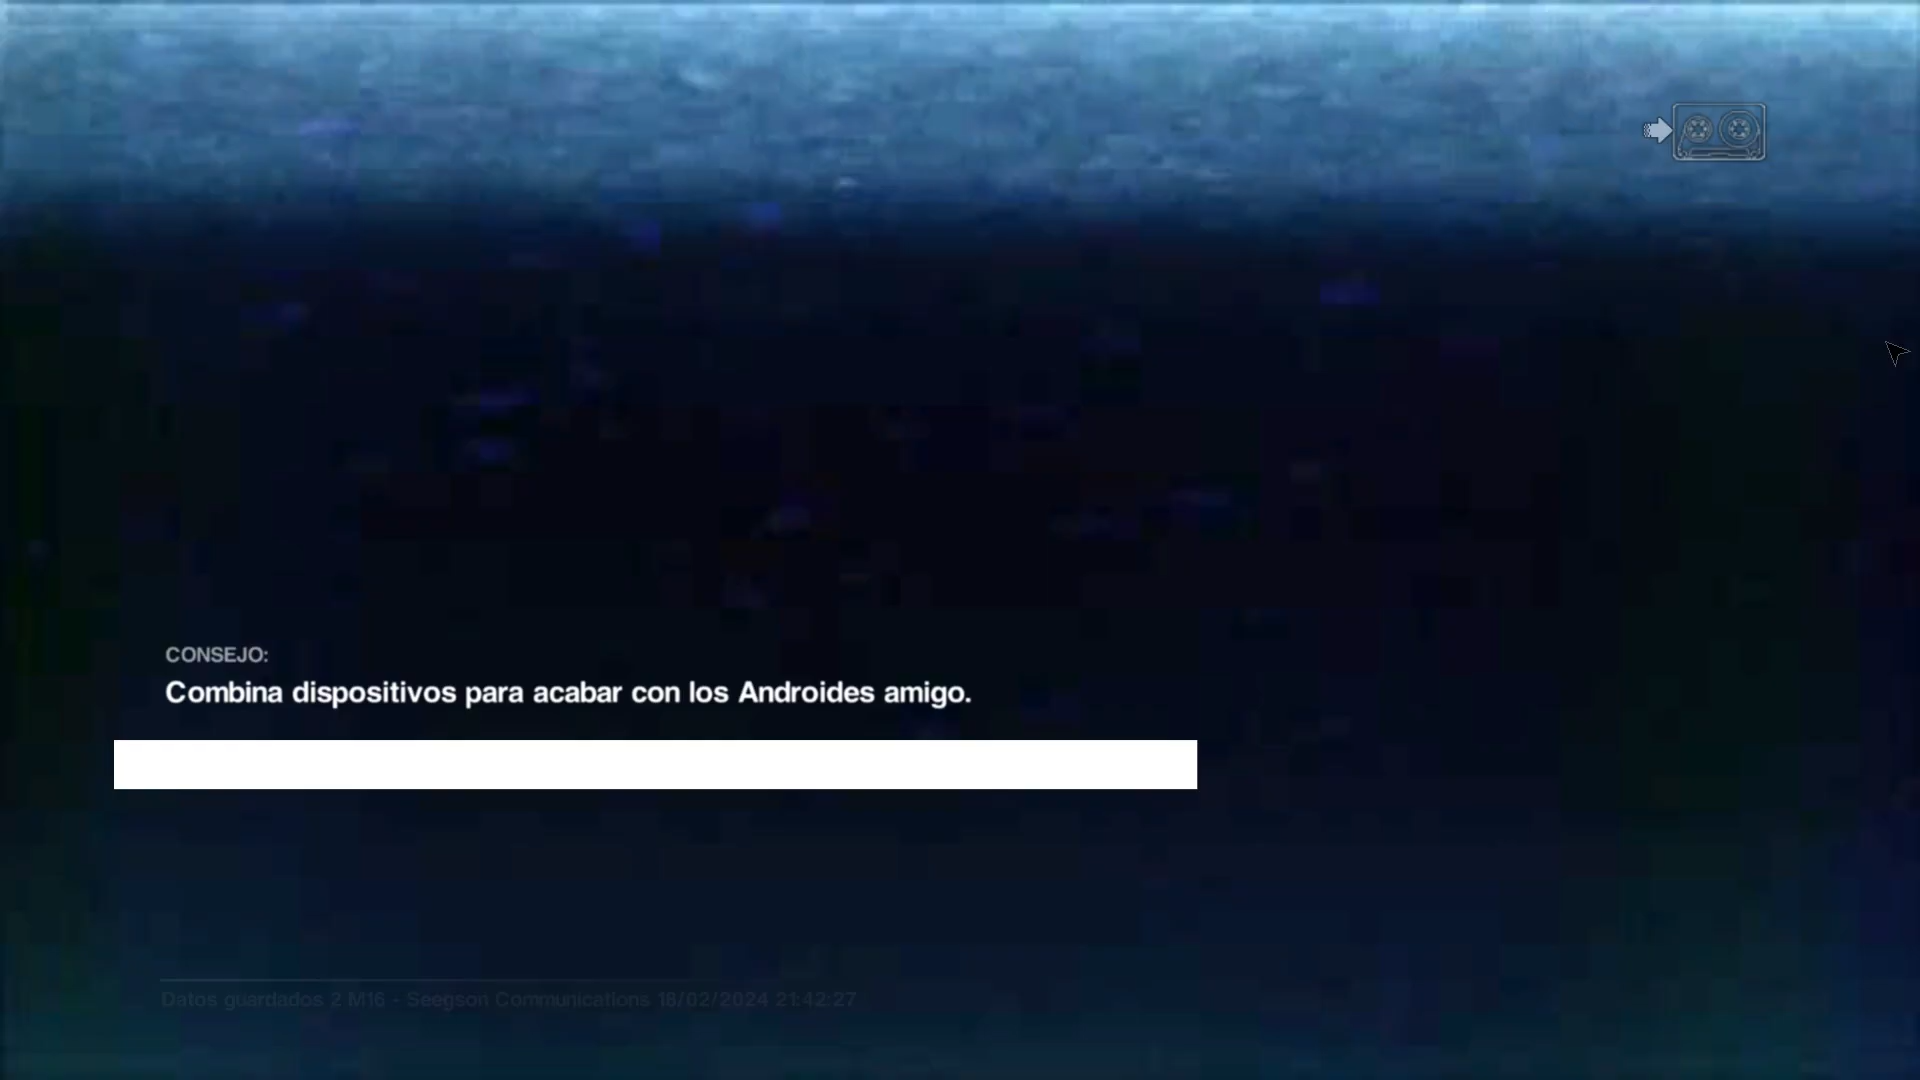 CONSEJO:
Combina dispositivos para acabar con los Androides amigo.
Datos guardados 2 M16 - Seegson Communications 18/02/2024 21:42:27